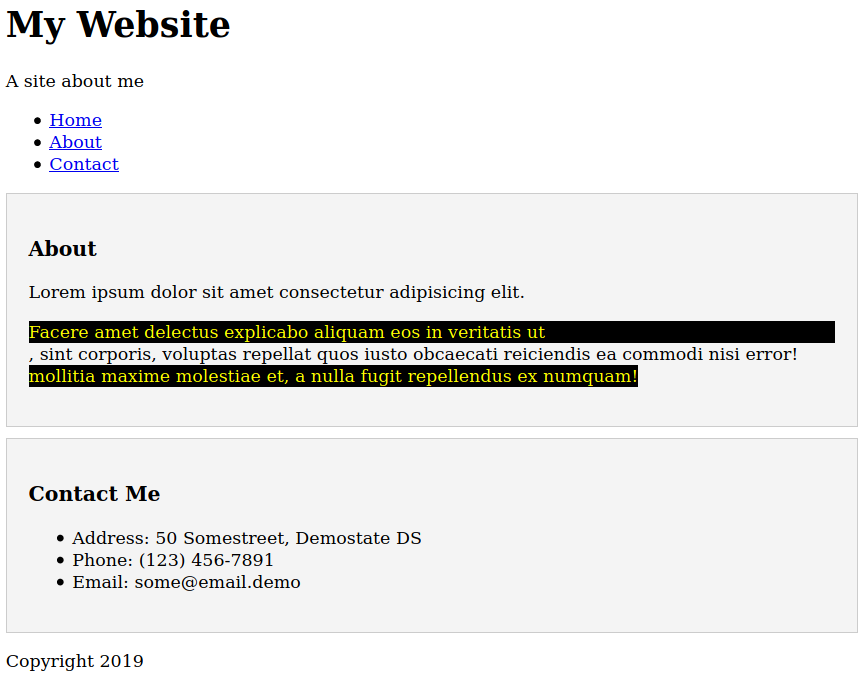 My Website
A site about me
Home
About
Contact
About
Lorem ipsum dolor sit amet consectetur adipisicing elit.
Facere amet delectus explicabo aliquam eos in veritatis ut
, sint corporis, voluptas repellat quos iusto obcaecati reiciendis ea commodi nisi error!
mollitia maxime molestiae et, a nulla fugit repellendus ex numquam!
Contact Me
Address: 50 Somestreet, Demostate DS
Phone: (123) 456-7891
Email: some@email.demo
Copyright 2019